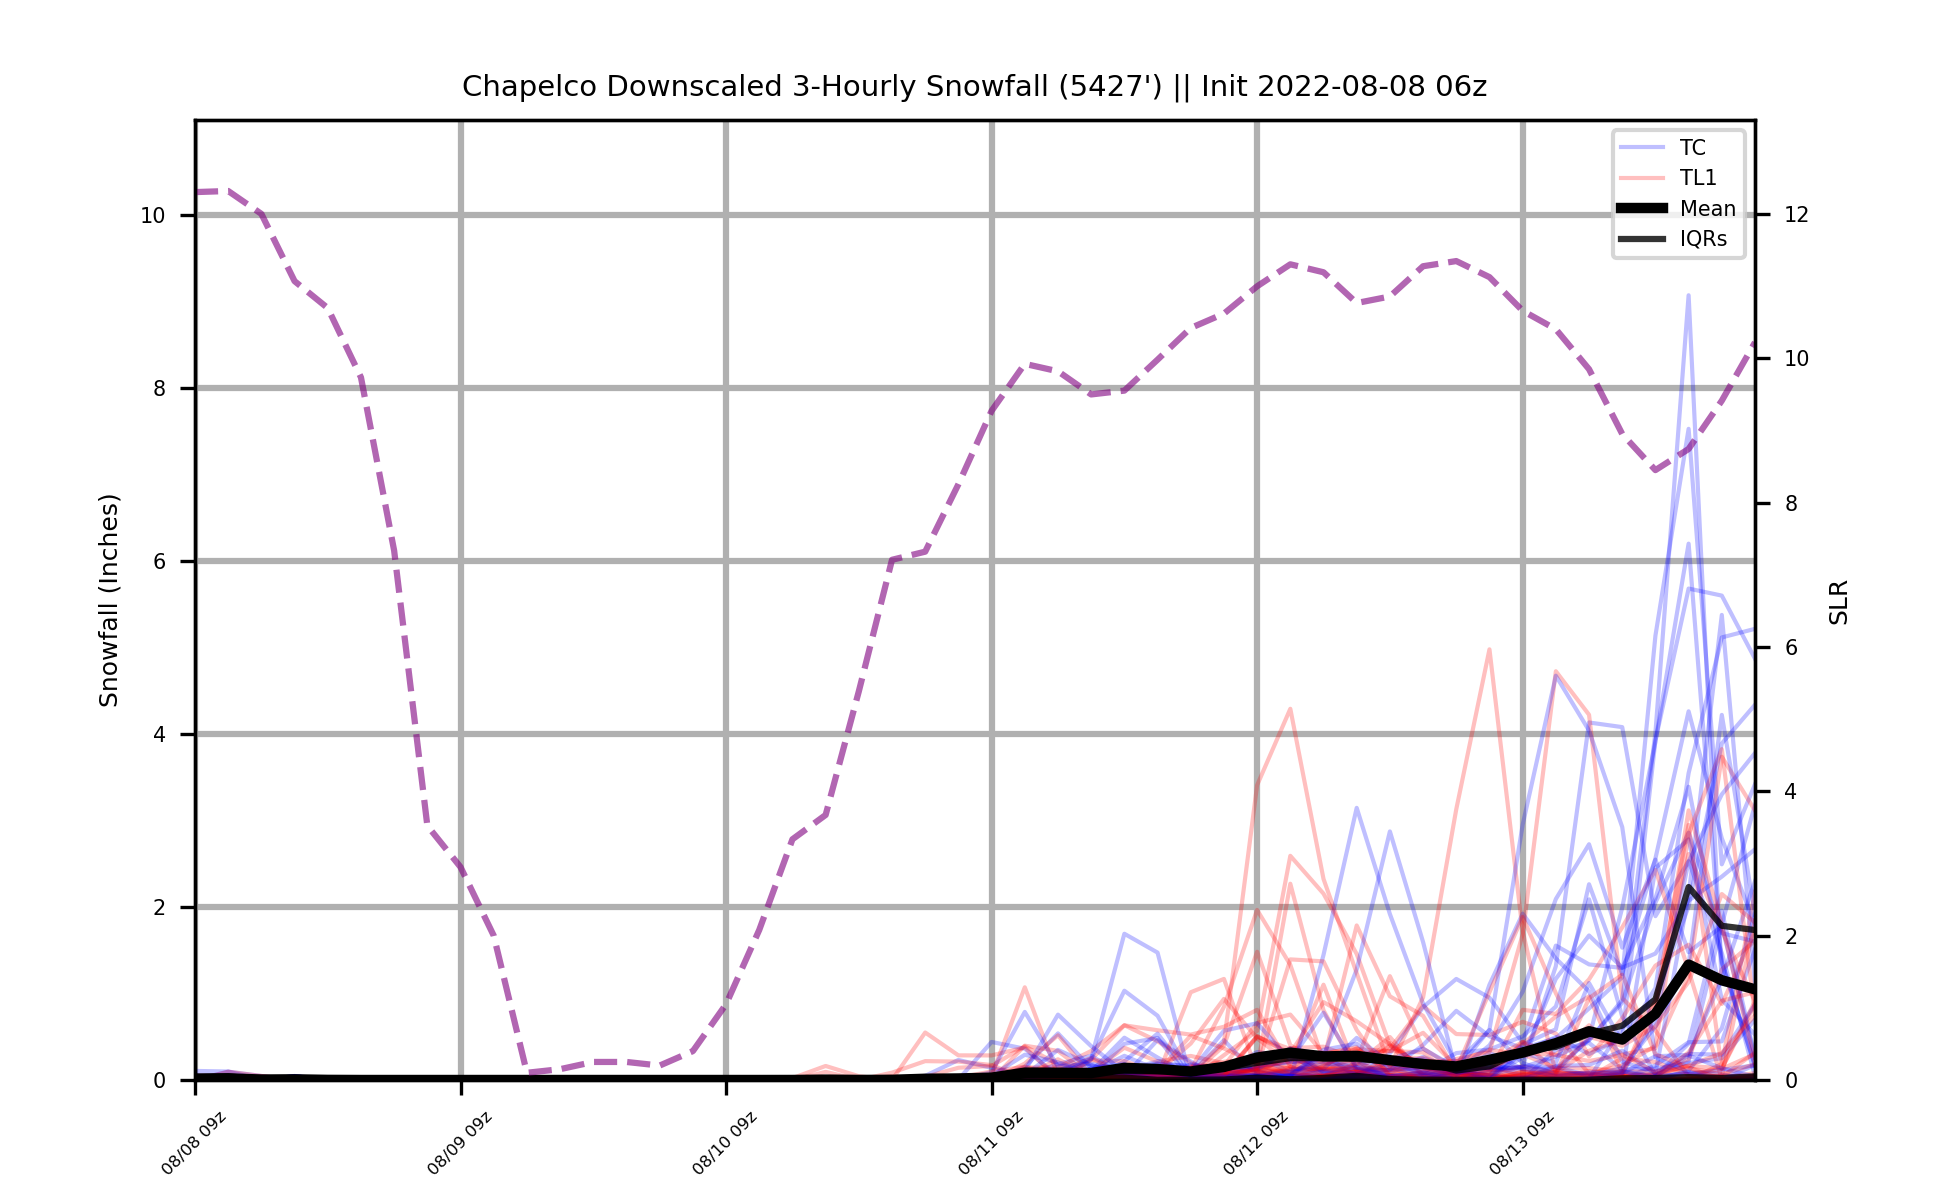 Chapelco Downscaled 3-Hourly Snowfall (5427') || Init 2022-08-08 06z
TC
TL1
Mean
IQRs
Snowfall (Inches)
10
8
6
4
2
0
12
10
8
6
4
2
0
SLR
08/08 09z
08/09 09z
08/10 09z
08/11 09z
08/12 09z
08/13 09z